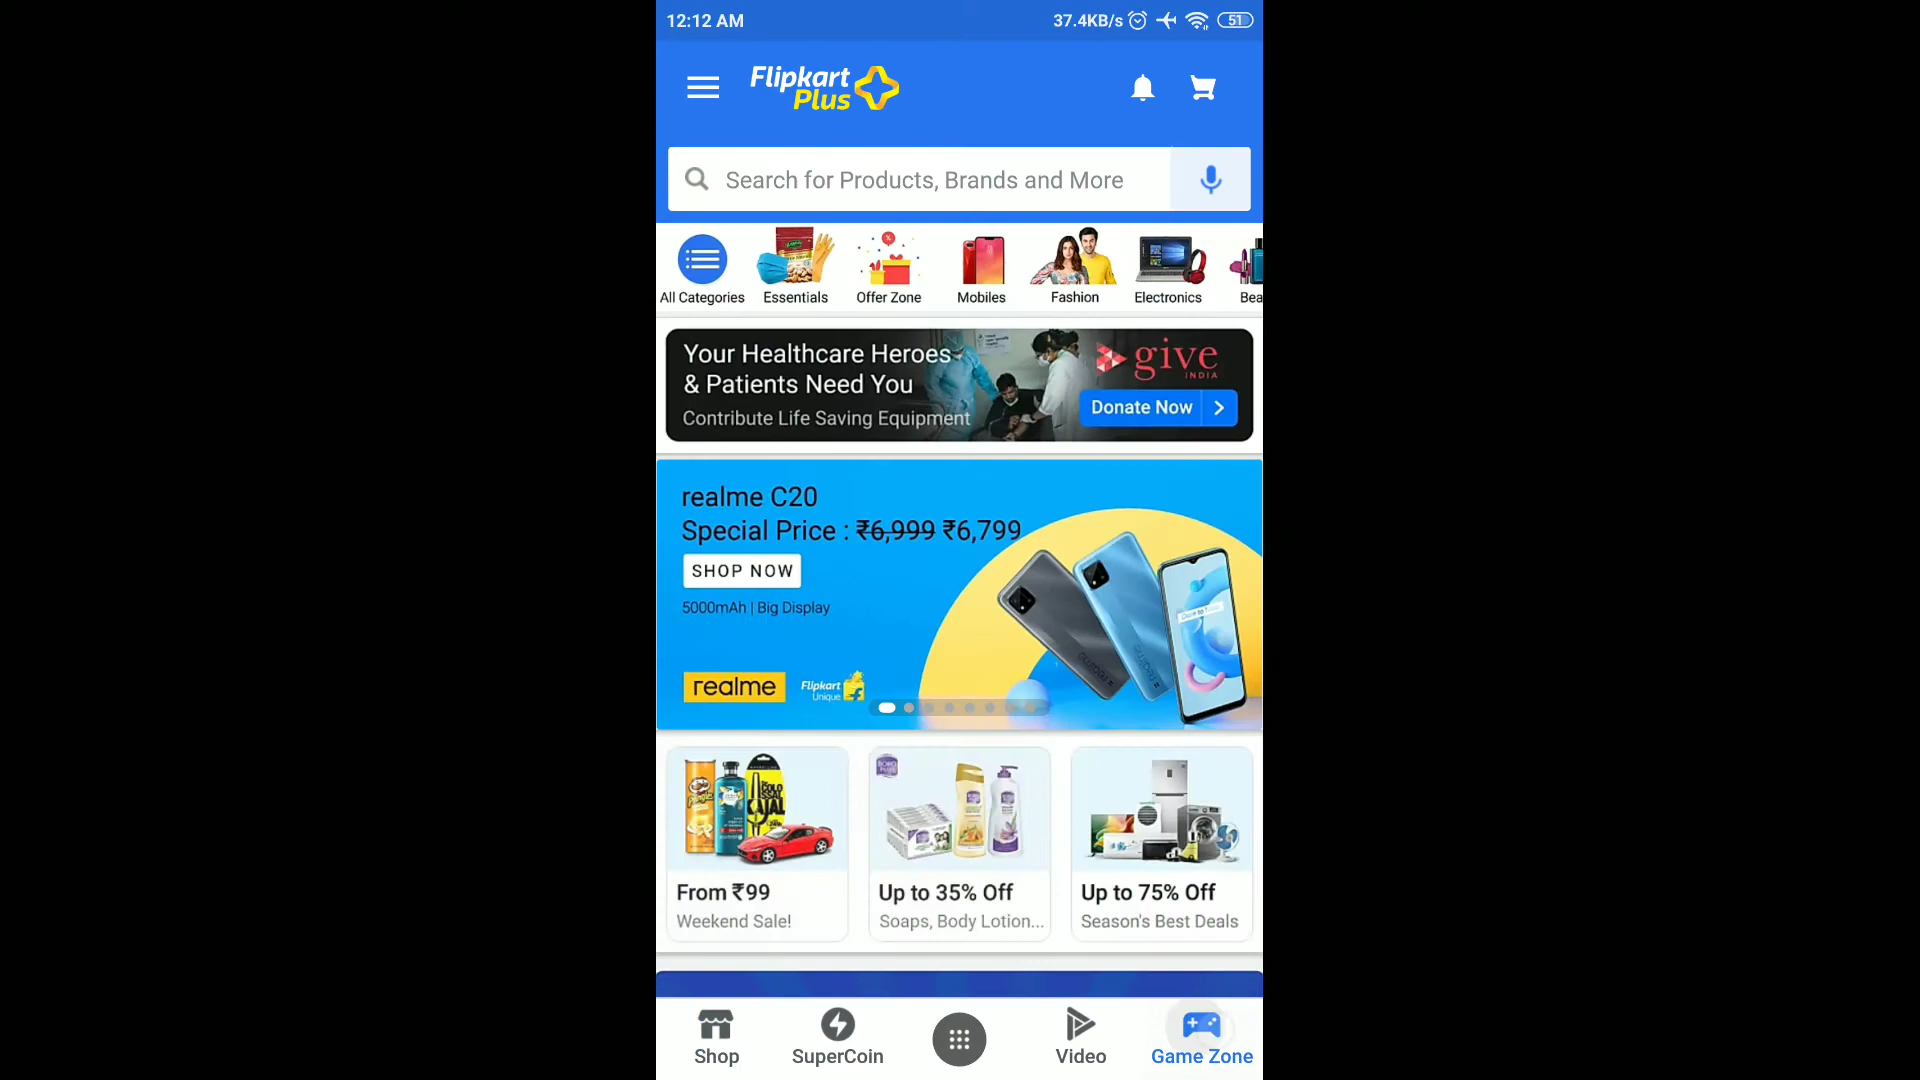 12:12 AM
37.4KB/s
51
Flipkart
Plus
Search for Products, Brands and More
All Categories
Essentials
Offer Zone
Mobiles
Fashion
Electronics
Bea
Your Healthcare Heroes
& Patients Need You
Contribute Life Saving Equipment
give
INDIA
Donate Now
realme C20
Special Price : ₹6,999 ₹6,799
SHOP NOW
5000mAh | Big Display
realme
Flipkart
Unique
From ₹99
Weekend Sale!
Up to 35% Off
Soaps, Body Lotion...
Up to 75% Off
Season's Best Deals
Shop
SuperCoin
Video
Game Zone